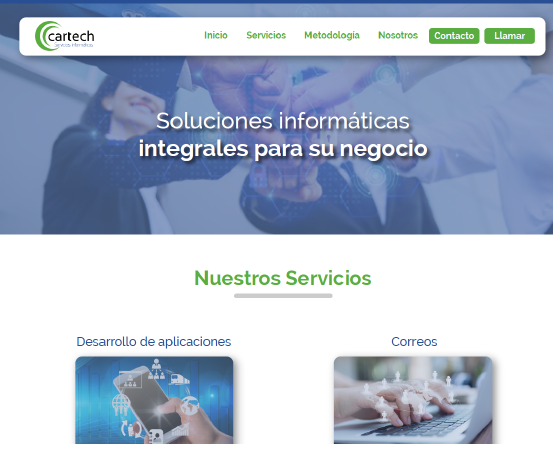 cartech
Servicios informáticos
Inicio
Servicios
Metodología
Nosotros
Contacto
Llamar
Soluciones informáticas
integrales para su negocio
Nuestros Servicios
Desarrollo de aplicaciones
Correos